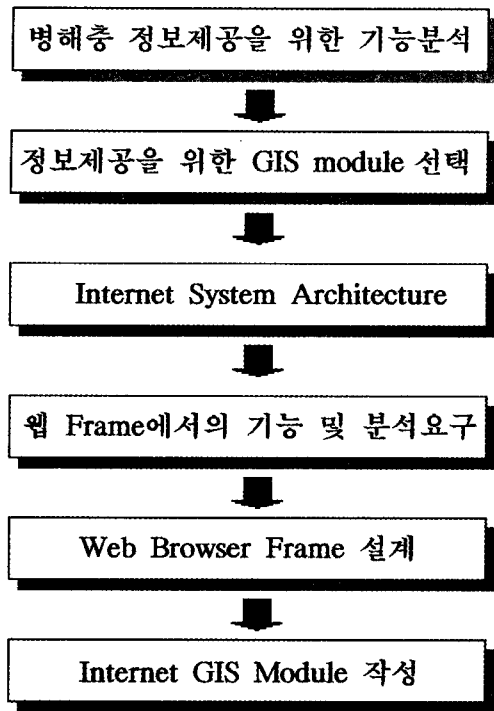 병해충 정보제공을 위한 기능분석
정보제공을 위한 GIS module 선택
Internet System Architecture
웹 Frame에서의 기능 및 분석요구
Web Browser Frame 설계
Internet GIS Module 작성